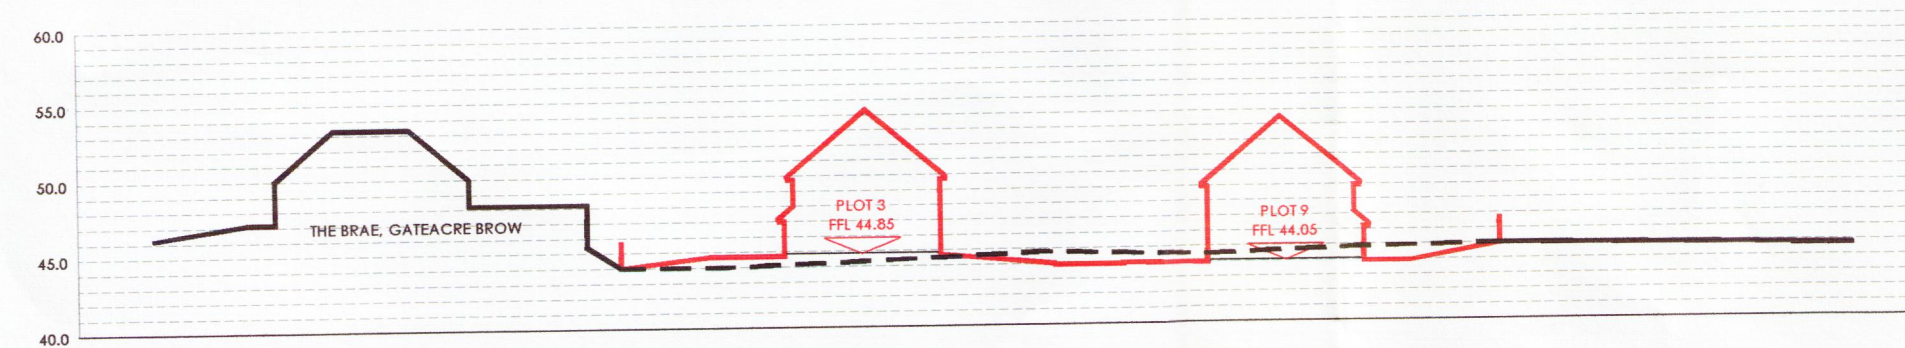 60.0
55.0
50.0
45.0
40.0
THE BRAE, GATEACRE BROW
PLOT 3
FFL 44.85
PLOT 9
FFL 44.05